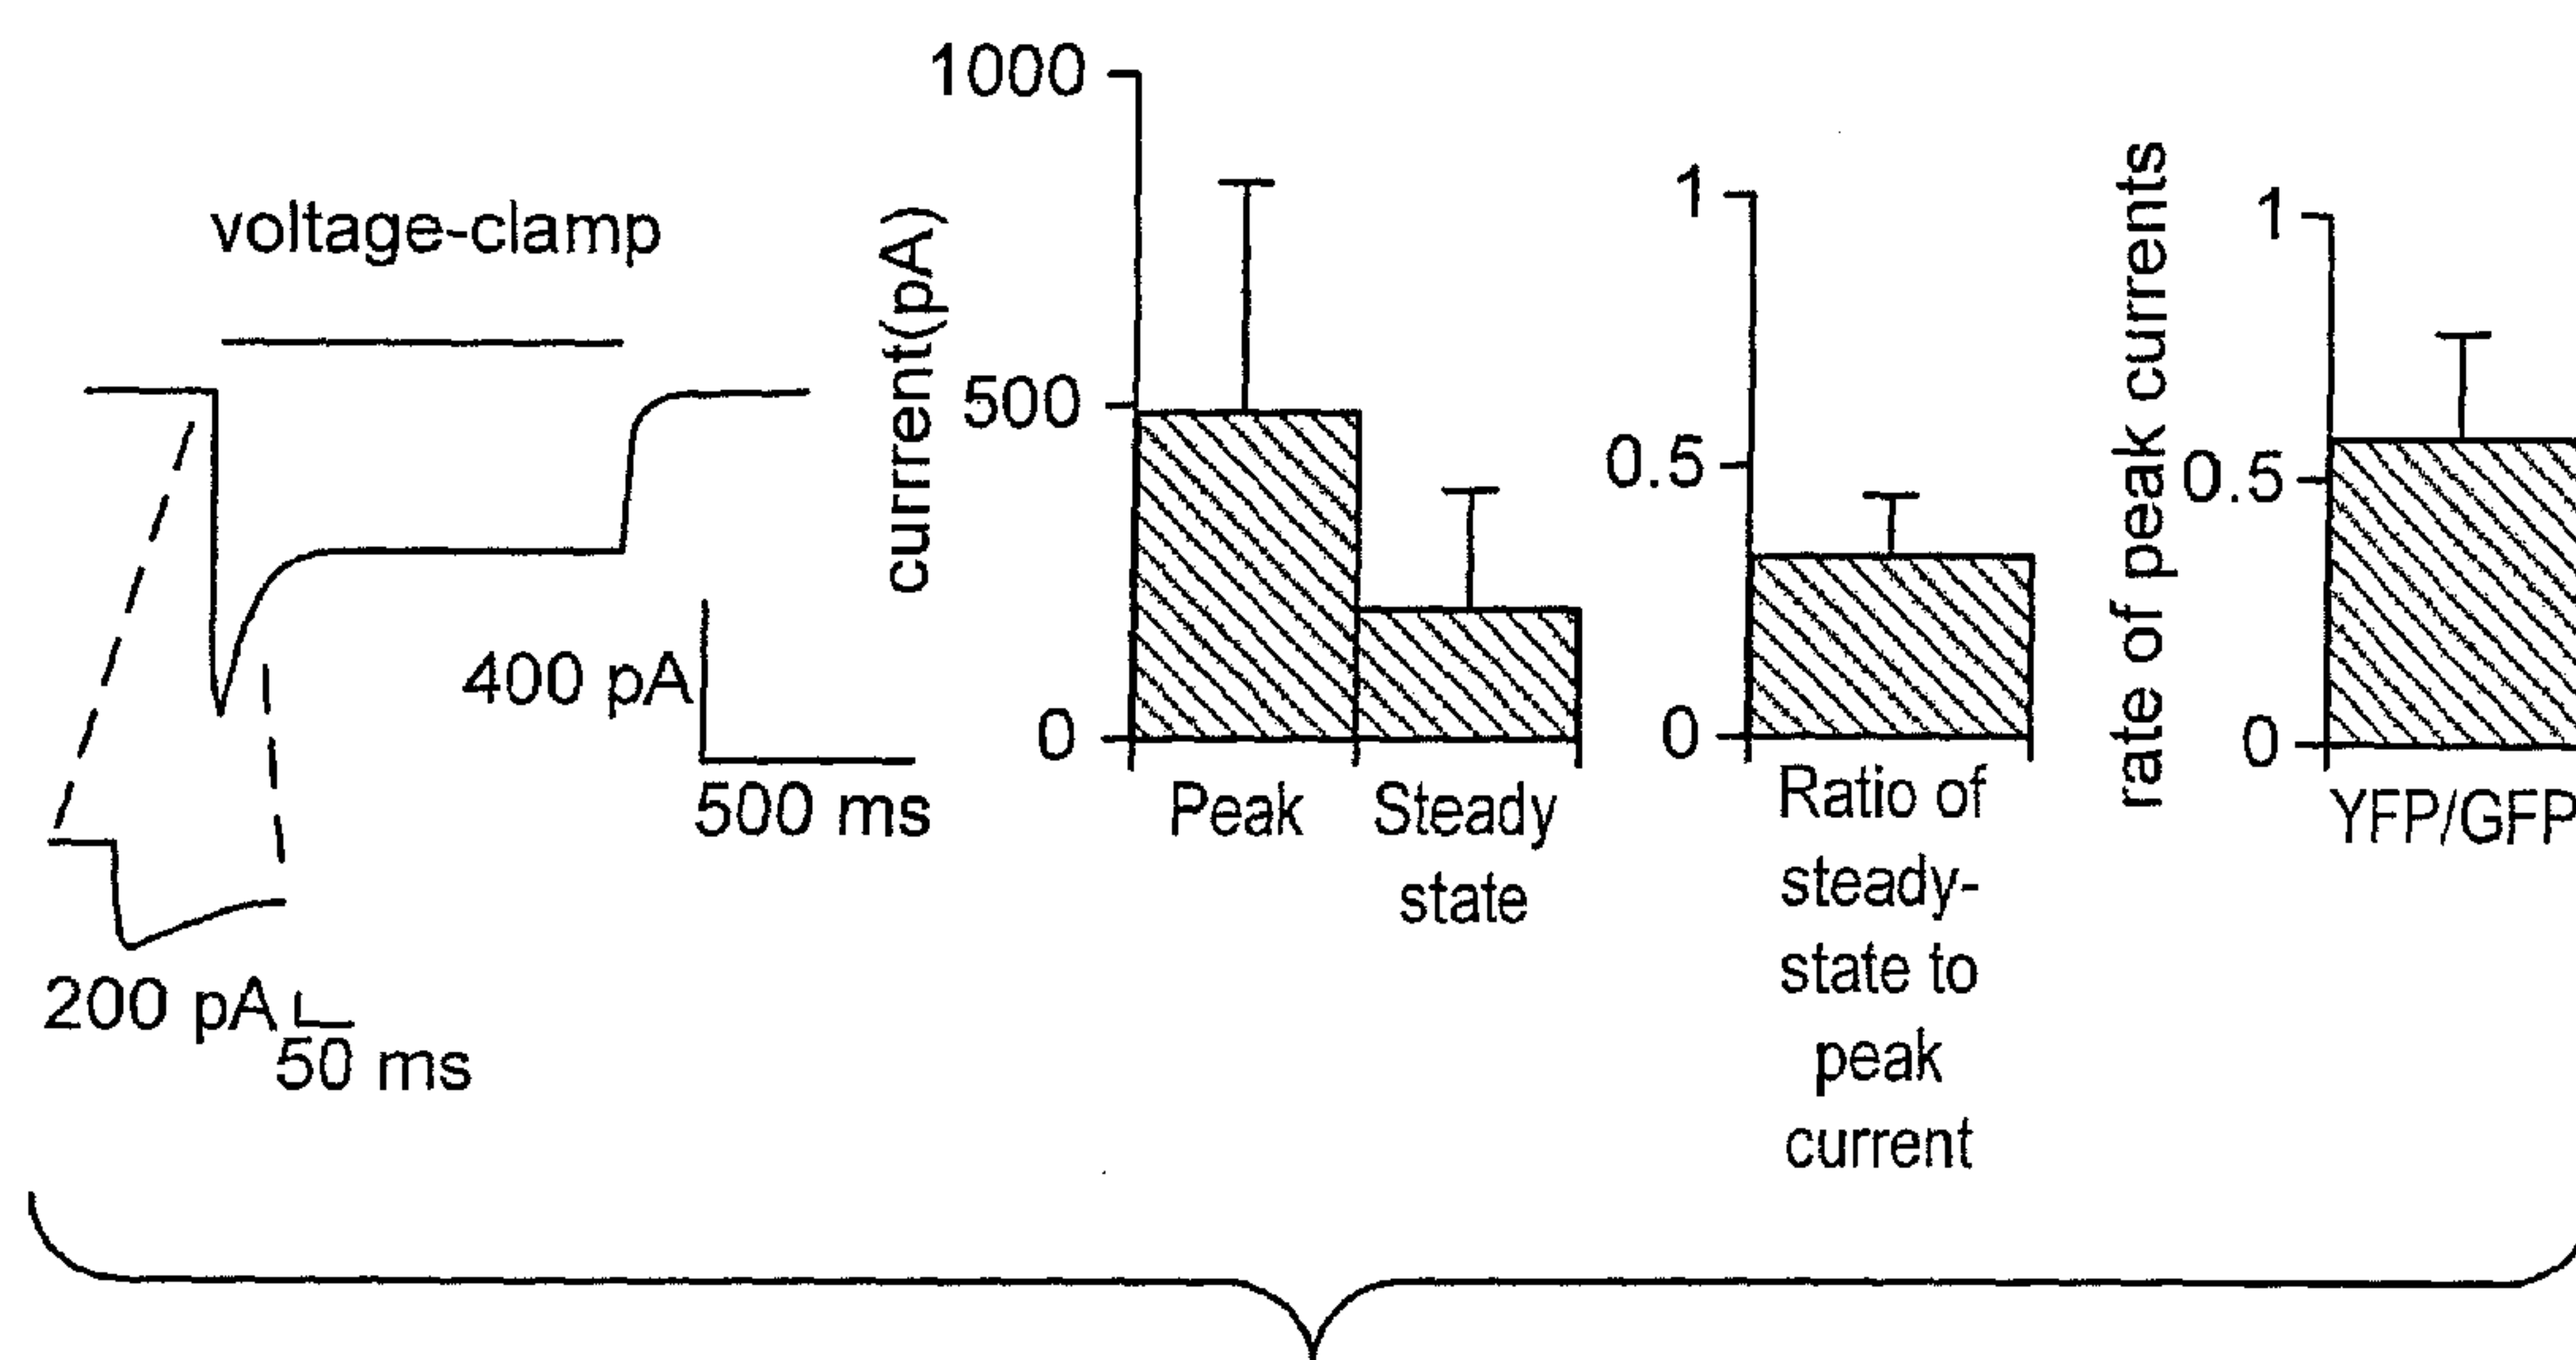 voltage-clamp
400 pA
500 ms
200 pA
50 ms
currrent(pA)
1000
500
0
Peak
Steady
state
1
0.5
0
Ratio of
steady-
state to
peak
current
rate of peak currents
1
0.5
0
YFP/GFP